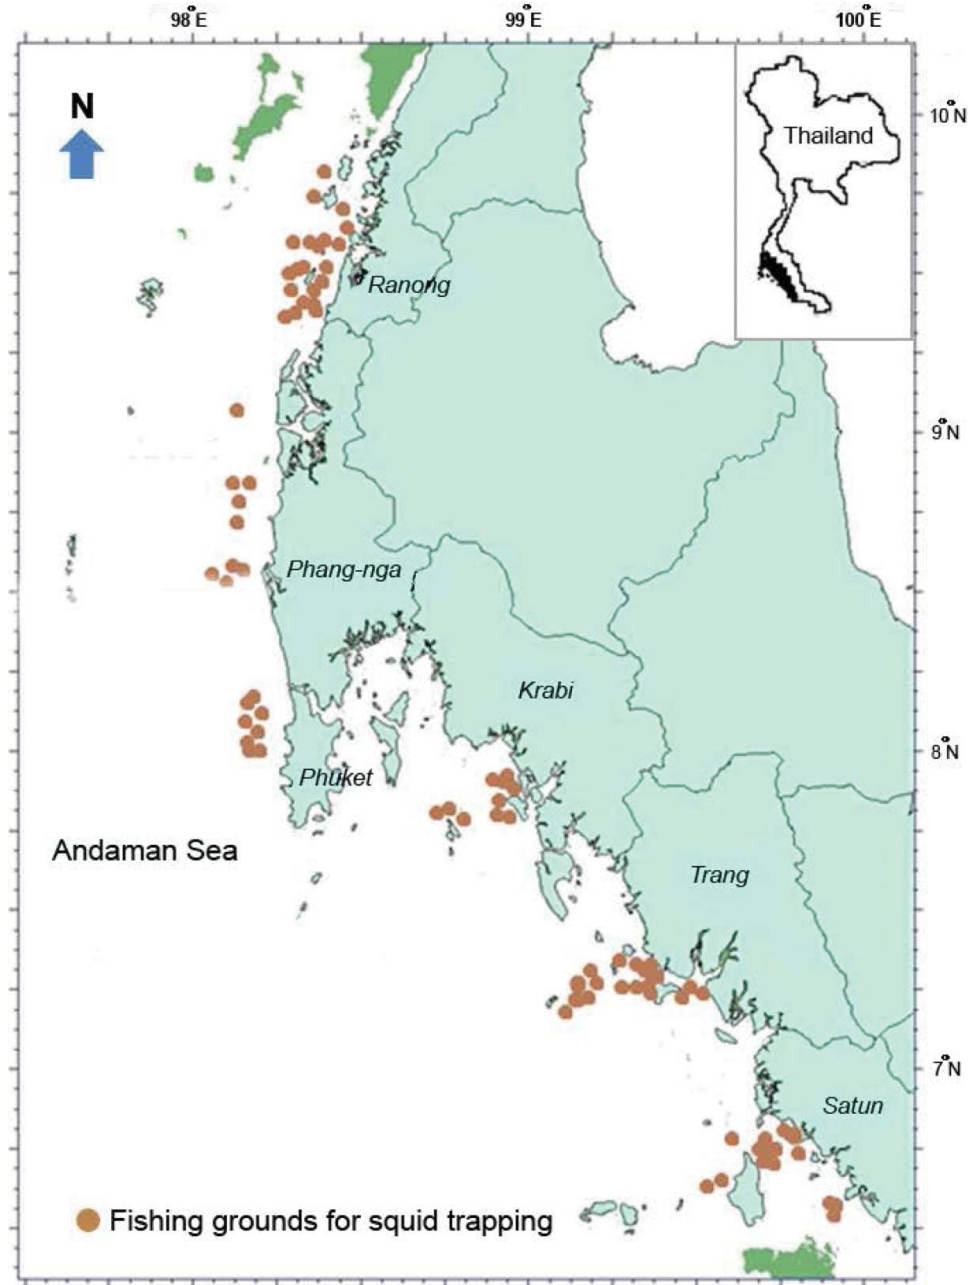 98°E
99°E
100°E
N
Thailand
10°N
Ranong
9°N
Phang-nga
Krabi
8°N
Phuket
Andaman Sea
Trang
7°N
Satun
Fishing grounds for squid trapping